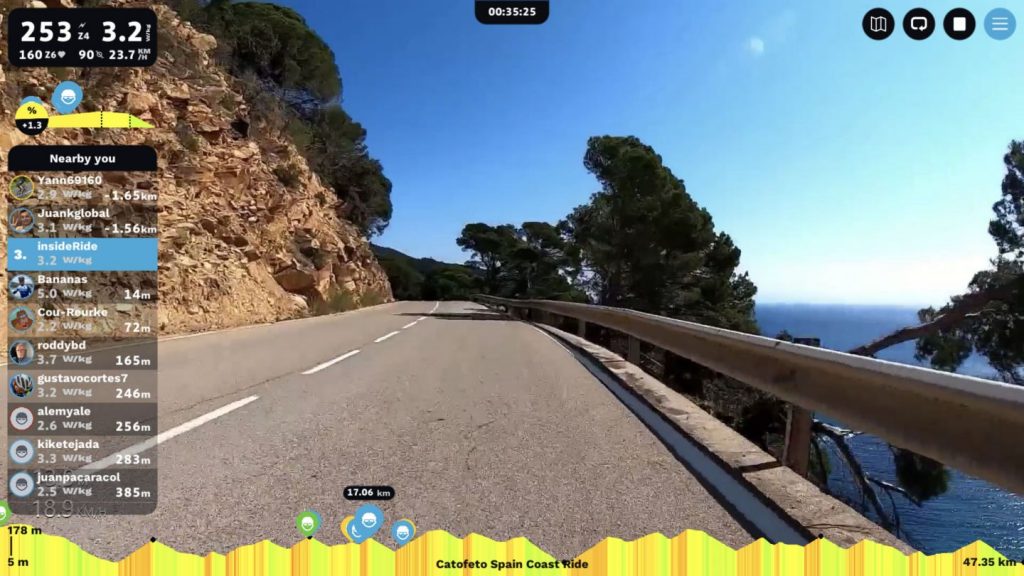 253 Z4 3.2 W/kg
160 Z6 90 23.7 KM/H
00:35:25
%
+1.3
Nearby you
Yann69160
2.9 W/kg -1.65km
Juankglobal
3.1 W/kg -1.56km
3. insideRide
3.2 W/kg
Bananas
5.0 W/kg 14m
Cou-Reurke
2.2 W/kg 72m
roddybd
3.7 W/kg 165m
gustavocortes7
3.2 W/kg 246m
alemyale
2.6 W/kg 256m
kiketejada
3.3 W/kg 283m
juanpacaracol
2.5 W/kg 385m
18.9 KM/H
17.06 km
178 m
5 m
Catofeto Spain Coast Ride
47.35 km